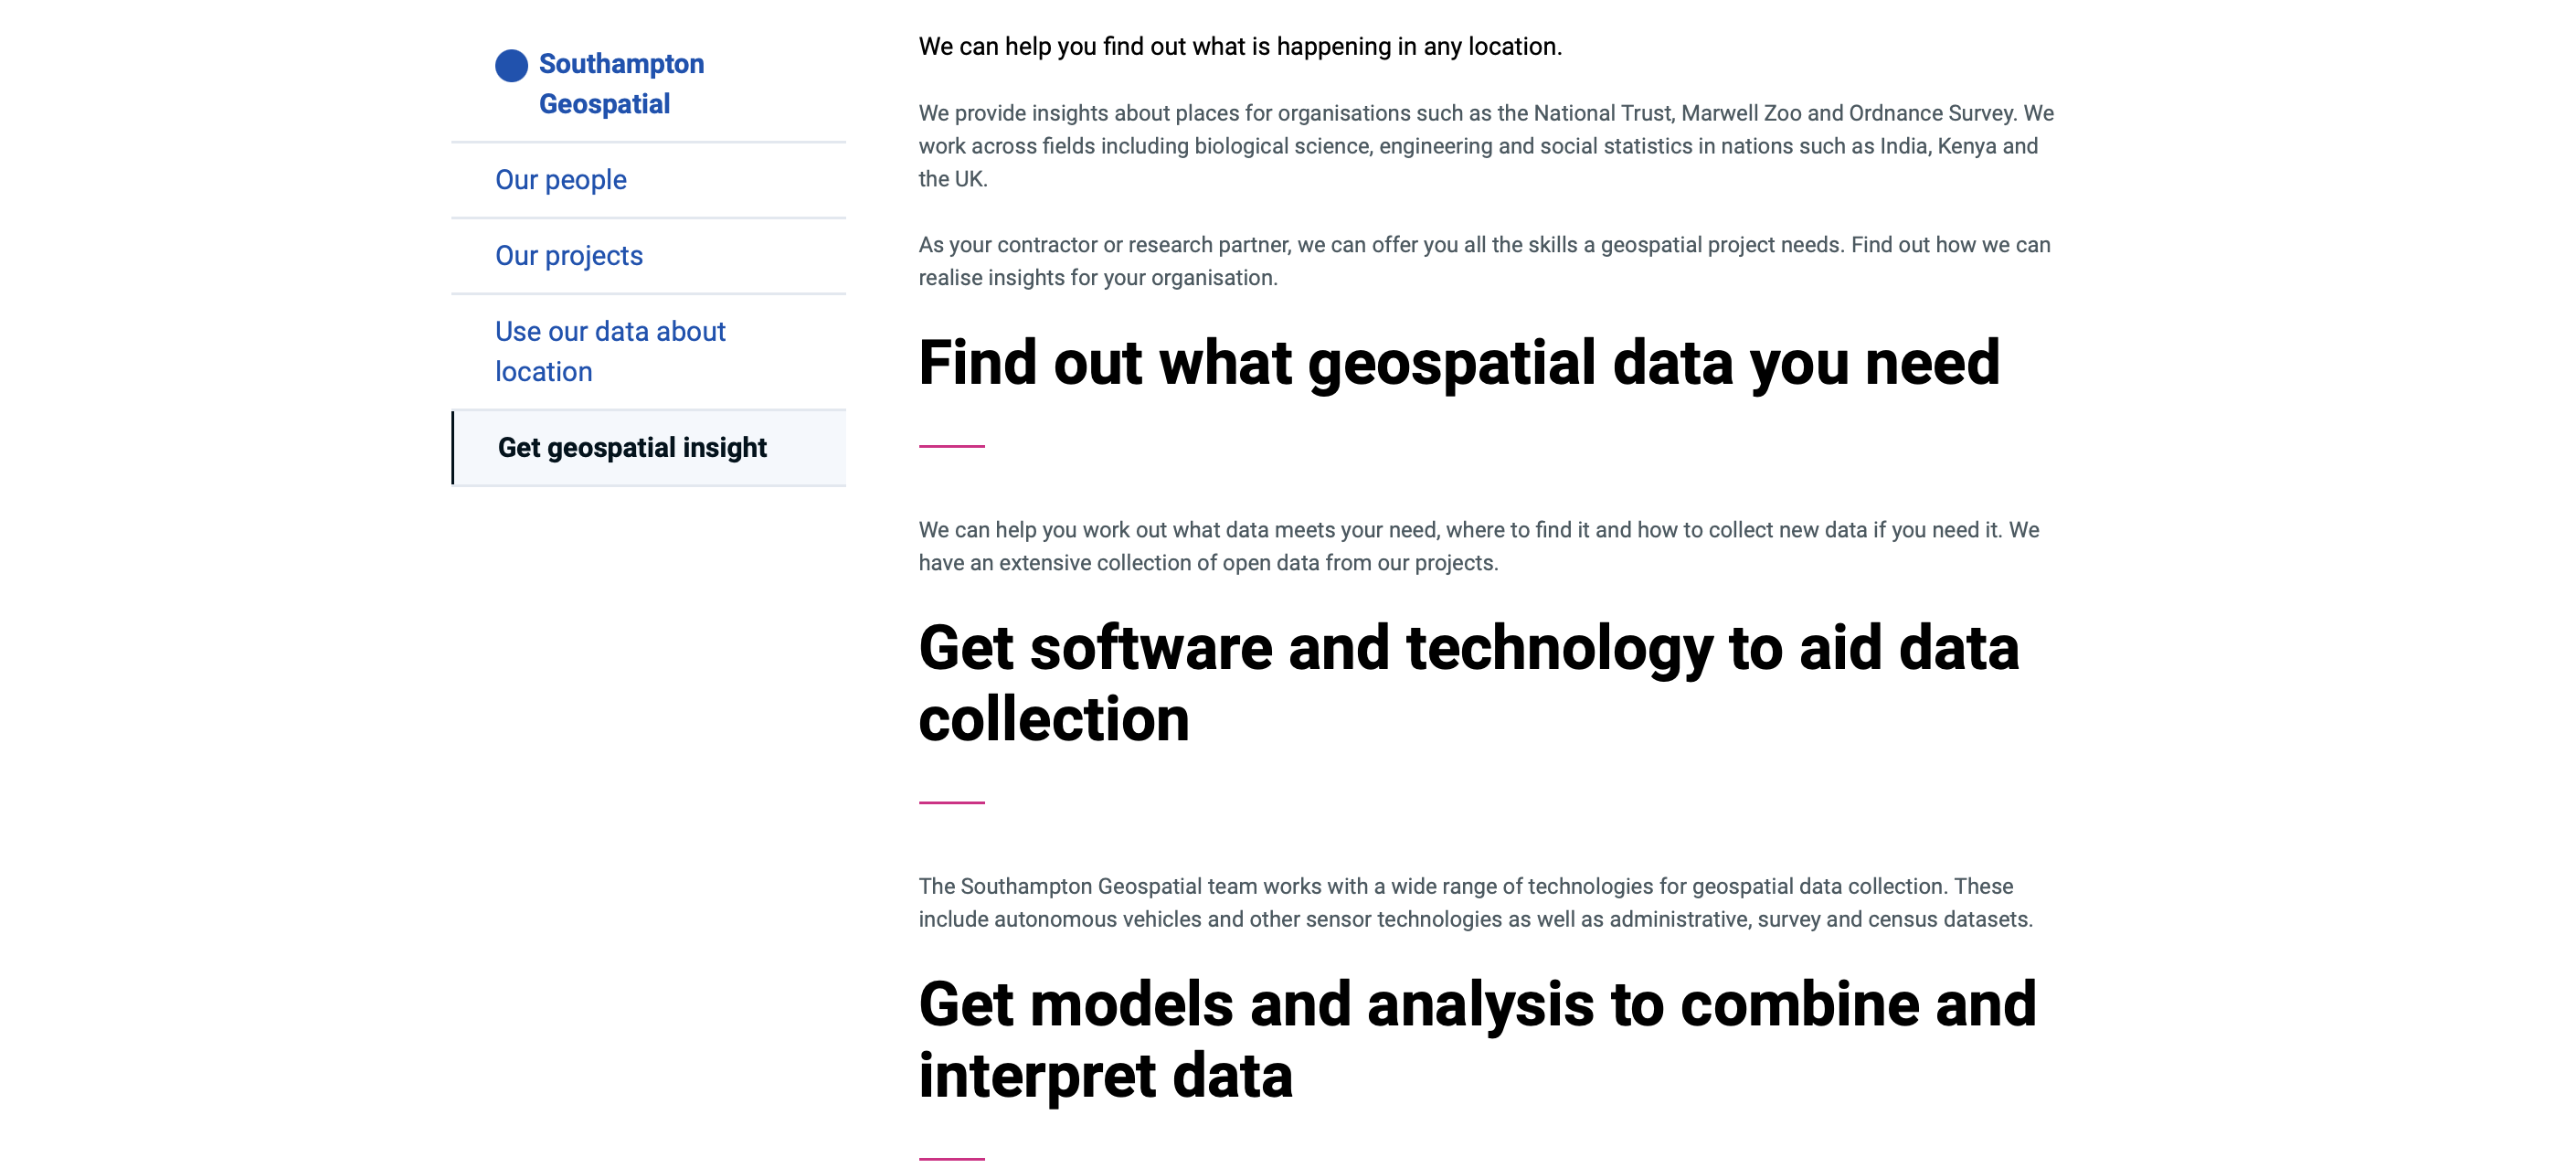 Southampton
Geospatial
Our people
Our projects
Use our data about
location
Get geospatial insight
We can help you find out what is happening in any location.
We provide insights about places for organisations such as the National Trust, Marwell Zoo and Ordnance Survey. We
work across fields including biological science, engineering and social statistics in nations such as India, Kenya and
the UK.
As your contractor or research partner, we can offer you all the skills a geospatial project needs. Find out how we can
realise insights for your organisation.
Find out what geospatial data you need
We can help you work out what data meets your need, where to find it and how to collect new data if you need it. We
have an extensive collection of open data from our projects.
Get software and technology to aid data
collection
The Southampton Geospatial team works with a wide range of technologies for geospatial data collection. These
include autonomous vehicles and other sensor technologies as well as administrative, survey and census datasets.
Get models and analysis to combine and
interpret data